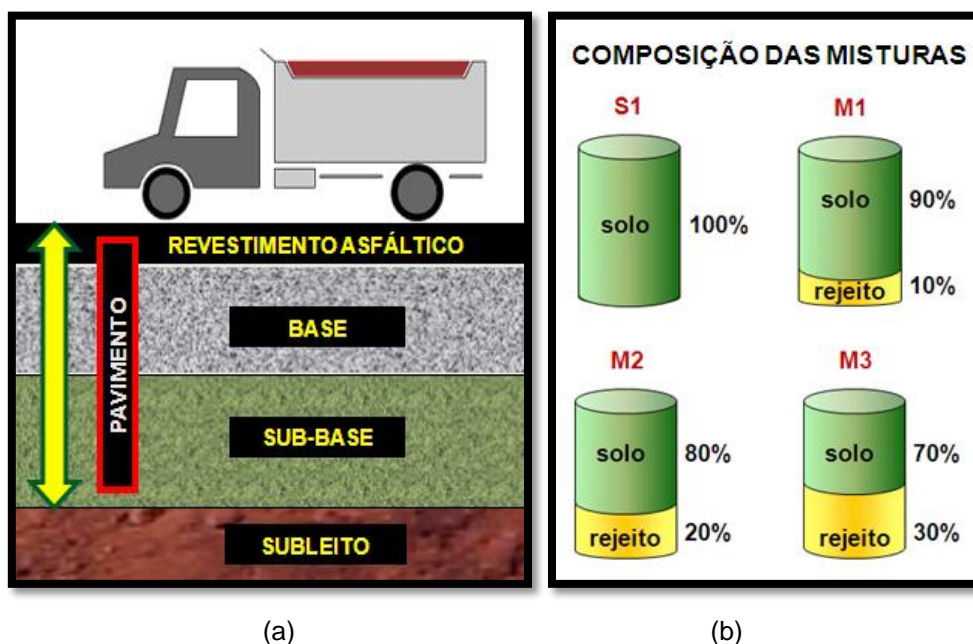 REVESTIMENTO ASFÁLTICO
PAVIMENTO
BASE
SUB-BASE
SUBLEITO
(a)
COMPOSIÇÃO DAS MISTURAS
S1
solo
100%
M1
solo
90%
rejeito
10%
M2
solo
80%
rejeito
20%
M3
solo
70%
rejeito
30%
(b)